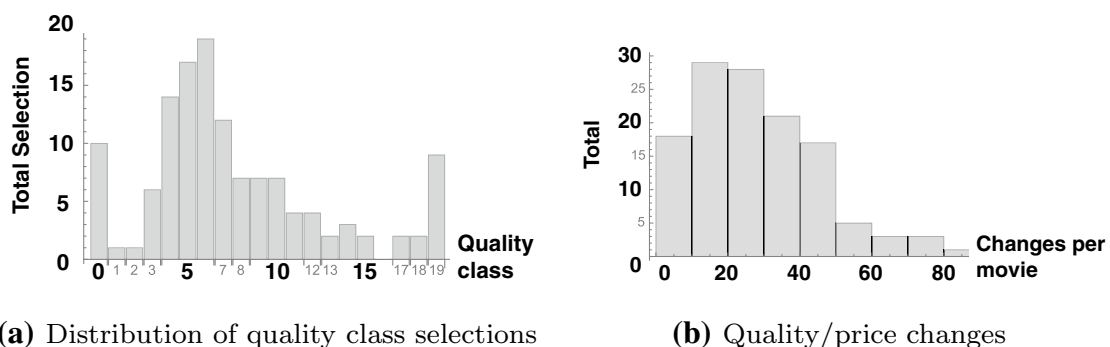 20
15
10
5
0
Total Selection
0 1 2 3 5 7 8 10 12 13 15 17 18 19
Quality
class
(a) Distribution of quality class selections
30
25
20
15
10
5
0
Total
0 20 40 60 80
Changes per
movie
(b) Quality/price changes